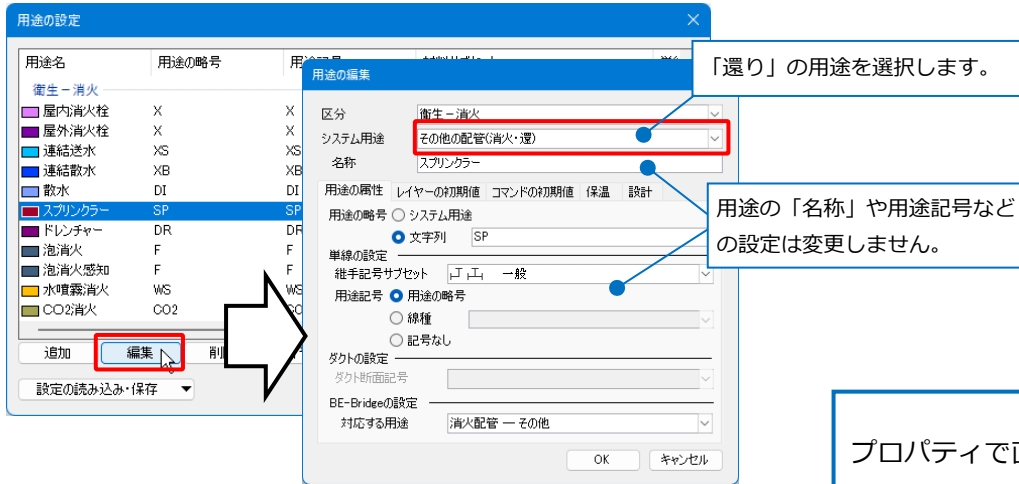 用途の設定
用途名 用途の略号
衛生－消火
屋内消火栓 X X
屋外消火栓 X X
連結送水 XS XS
連結散水 XB XB
散水 DI DI
スプリンクラー SP SP
ドレンチャー DR DR
泡消火 F F
泡消火感知 F F
水噴霧消火 WS WS
CO2消火 CO2
追加 編集
設定の読み込み・保存
用途の編集
区分 衛生－消火
システム用途 その他の配管(消火・還)
名称 スプリンクラー
用途の属性 レイヤーの初期値 コマンドの初期値 保温 設計
用途の略号 システム用途
文字列 SP
単線の設定
継手記号サブセット 一般
用途記号 用途の略号
線種
記号なし
ダクトの設定
ダクト断面記号
BE-Bridgeの設定
対応する用途 消火配管 ― その他
OK キャンセル
「還り」の用途を選択します。
用途の「名称」や用途記号など
の設定は変更しません。
プロパティで